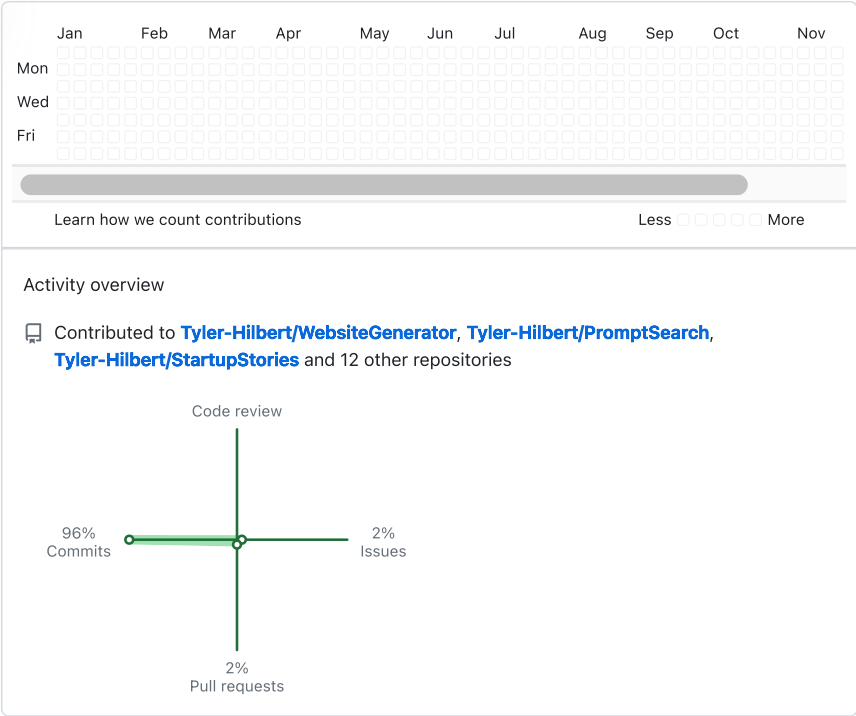 Jan Feb Mar Apr May Jun Jul Aug Sep Oct Nov
Mon
Wed
Fri
Learn how we count contributions
Less More
Activity overview
Contributed to Tyler-Hilbert/WebsiteGenerator, Tyler-Hilbert/PromptSearch,
Tyler-Hilbert/StartupStories and 12 other repositories
Code review
96%
Commits
2%
Issues
2%
Pull requests